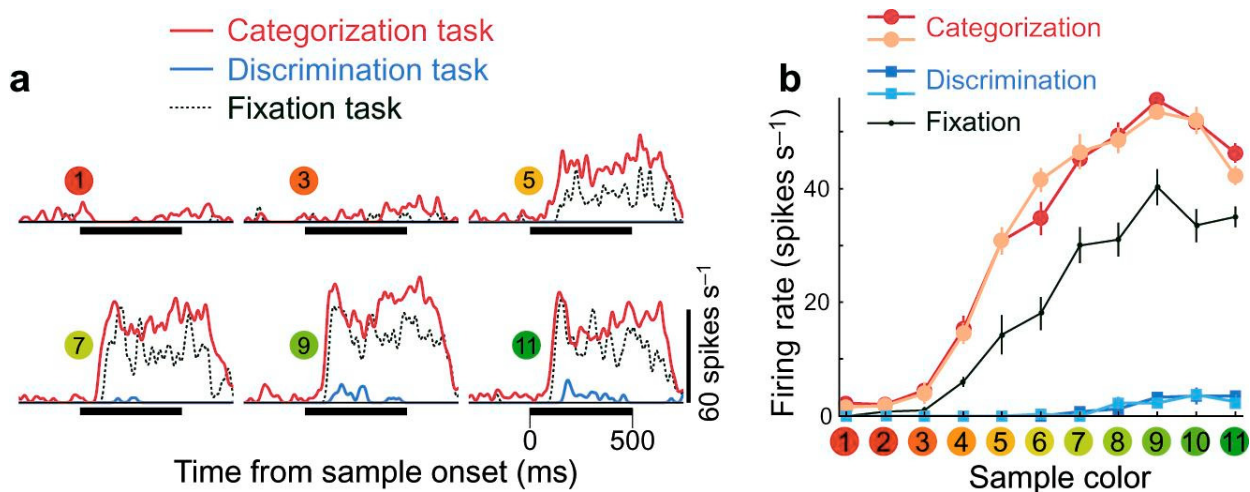 a
Categorization task
Discrimination task
Fixation task
1
3
5
7
9
11
60 spikes s⁻¹
0 500
Time from sample onset (ms)
b
Categorization
Discrimination
Fixation
Firing rate (spikes s⁻¹)
40
20
0
1 2 3 4 5 6 7 8 9 10 11
Sample color